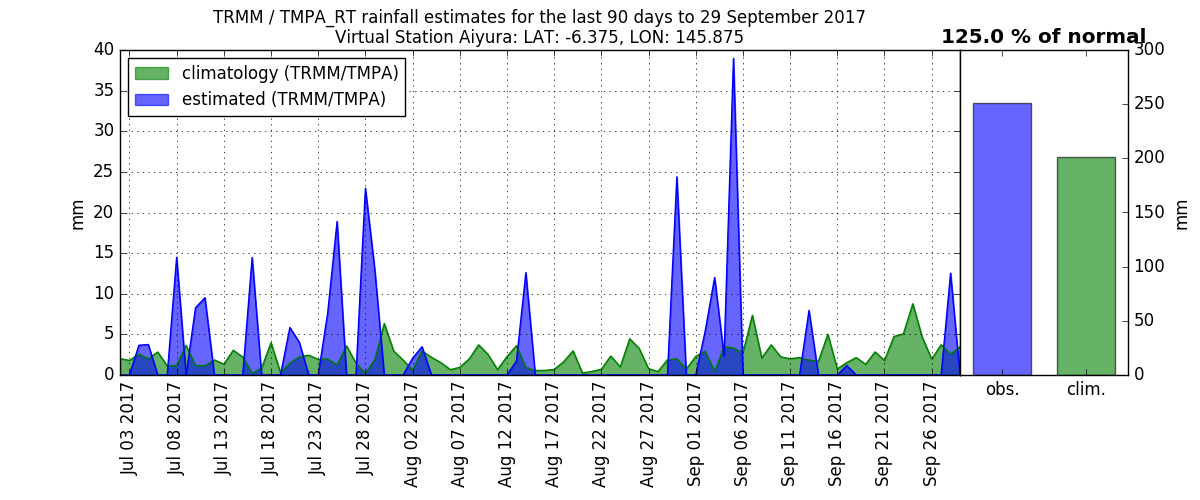 TRMM / TMPA_RT rainfall estimates for the last 90 days to 29 September 2017
Virtual Station Aiyura: LAT: -6.375, LON: 145.875
125.0 % of normal
climatology (TRMM/TMPA)
estimated (TRMM/TMPA)
40
35
30
25
20
15
10
5
0
mm
300
250
200
150
100
50
0
mm
Jul 03 2017
Jul 08 2017
Jul 13 2017
Jul 18 2017
Jul 23 2017
Jul 28 2017
Aug 02 2017
Aug 07 2017
Aug 12 2017
Aug 17 2017
Aug 22 2017
Aug 27 2017
Sep 01 2017
Sep 06 2017
Sep 11 2017
Sep 16 2017
Sep 21 2017
Sep 26 2017
obs.
clim.